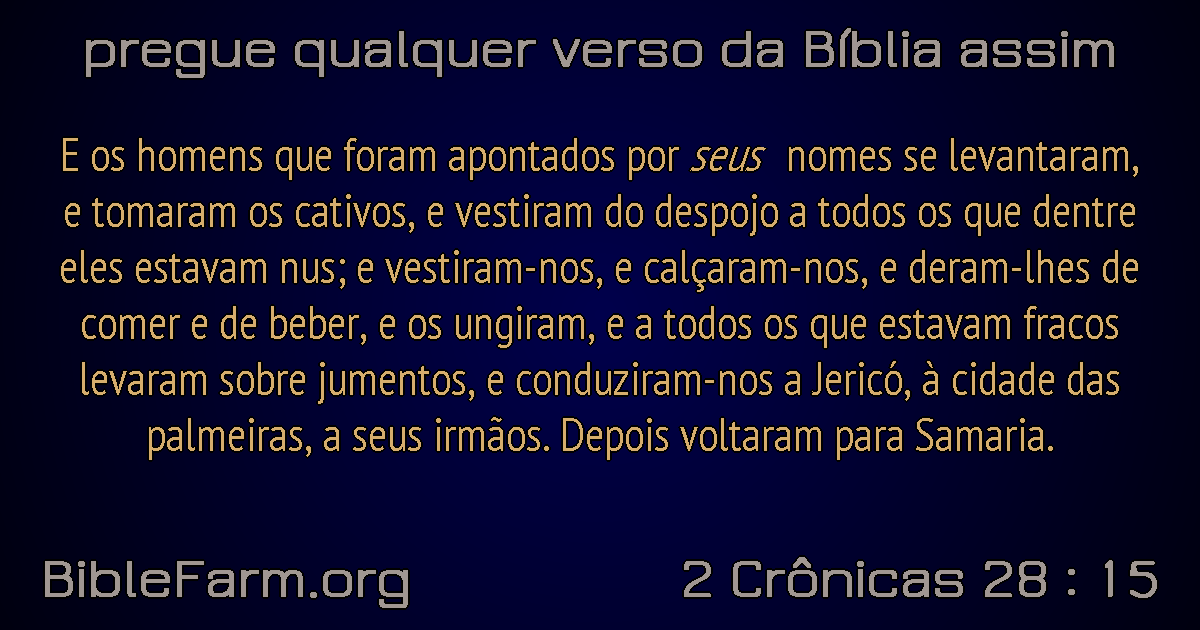 pregue qualquer verso da Bíblia assim
E os homens que foram apontados por seus nomes se levantaram,
e tomaram os cativos, e vestiram do despojo a todos os que dentre
eles estavam nus; e vestiram-nos, e calçaram-nos, e deram-lhes de
comer e de beber, e os ungiram, e a todos os que estavam fracos
levaram sobre jumentos, e conduziram-nos a Jericó, à cidade das
palmeiras, a seus irmãos. Depois voltaram para Samaria.
BibleFarm.org
2 Crônicas 28 : 15